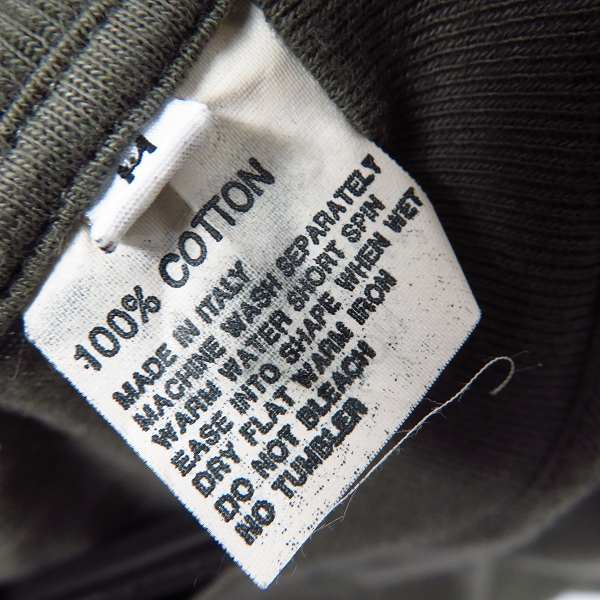 100% COTTON
MADE IN ITALY
MACHINE WASH SEPARATELY
WARM WATER SHORT SPIN
EASE INTO SHAPE WHEN WET
DRY FLAT WARM IRON
DO NOT BLEACH
NO TUMBLER